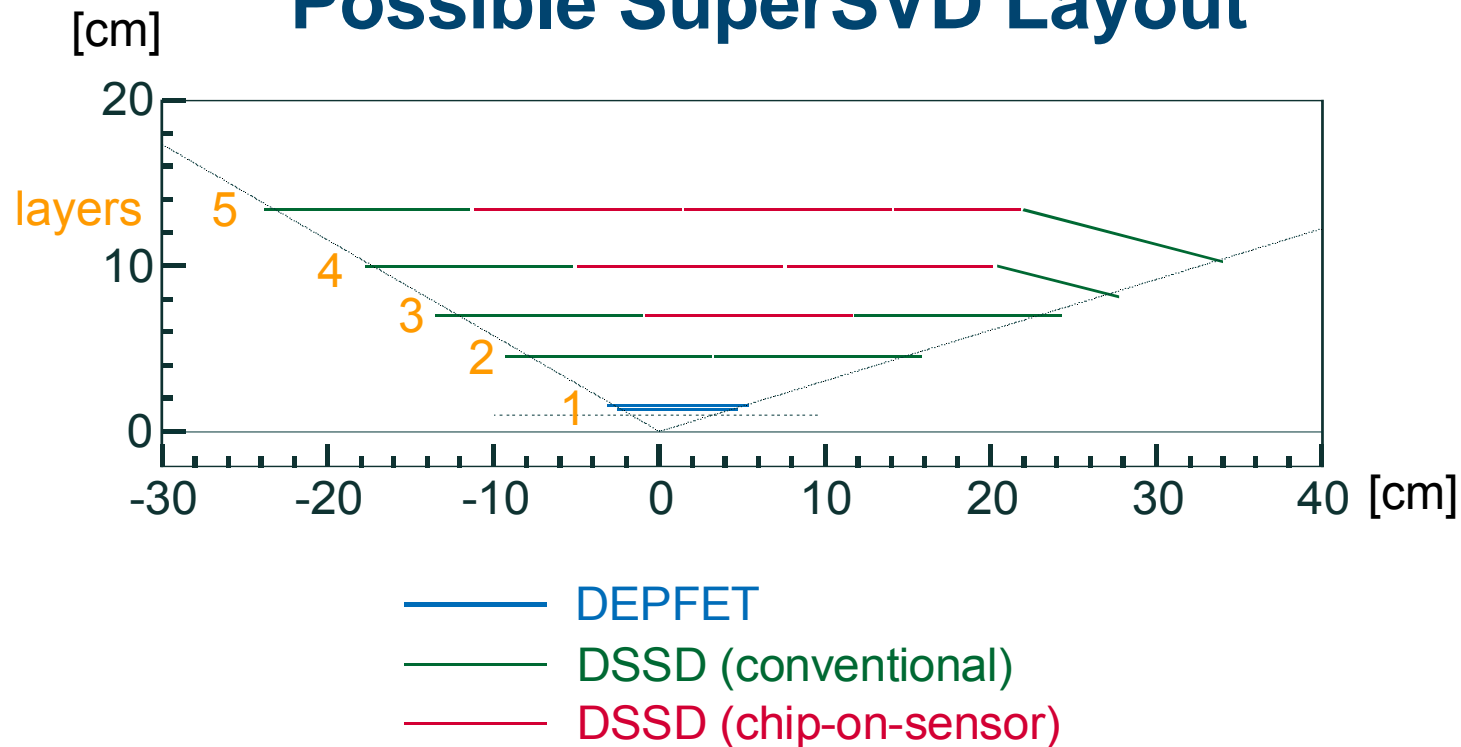 Possible SuperSVD Layout
[cm]
20
layers 5
10 4
3
2
1
0
-30 -20 -10 0 10 20 30 40 [cm]
DEPFET
DSSD (conventional)
DSSD (chip-on-sensor)